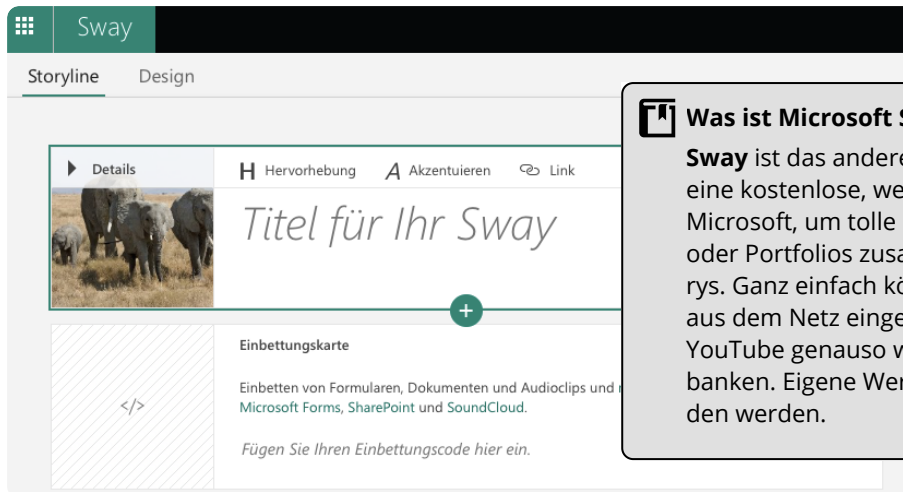 Sway
Storyline Design
Details
H Hervorhebung A Akzentuieren Link
Titel für Ihr Sway
Einbettungskarte
Einbetten von Formularen, Dokumenten und Audioclips und
Microsoft Forms, SharePoint und SoundCloud.
</>
Fügen Sie Ihren Einbettungscode hier ein.
Was ist Microsoft
Sway ist das andere
eine kostenlose, we
Microsoft, um tolle
oder Portfolios zusa
rys. Ganz einfach kö
aus dem Netz einge
YouTube genauso w
banken. Eigene Wer
den werden.